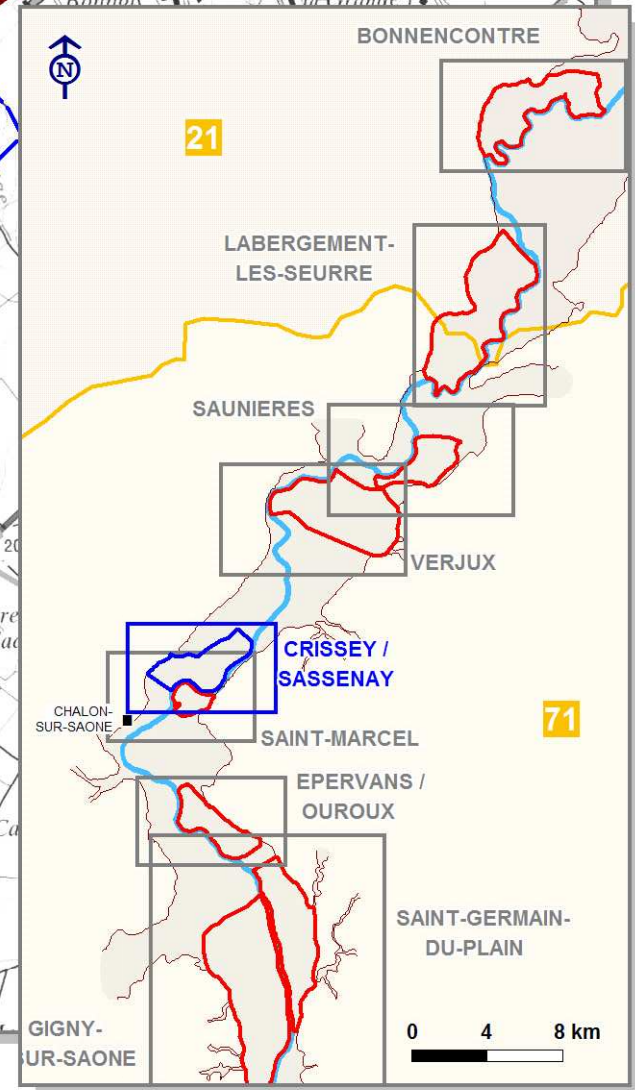 N
BONNENCONTRE
21
LABERGEMENT-
LES-SEURRE
SAUNIERES
VERJUX
CRISSEY /
SASSENAY
CHALON-
SUR-SAONE
71
SAINT-MARCEL
EPERVANS /
OUROUX
SAINT-GERMAIN-
DU-PLAIN
GIGNY-
SUR-SAONE
0 4 8 km